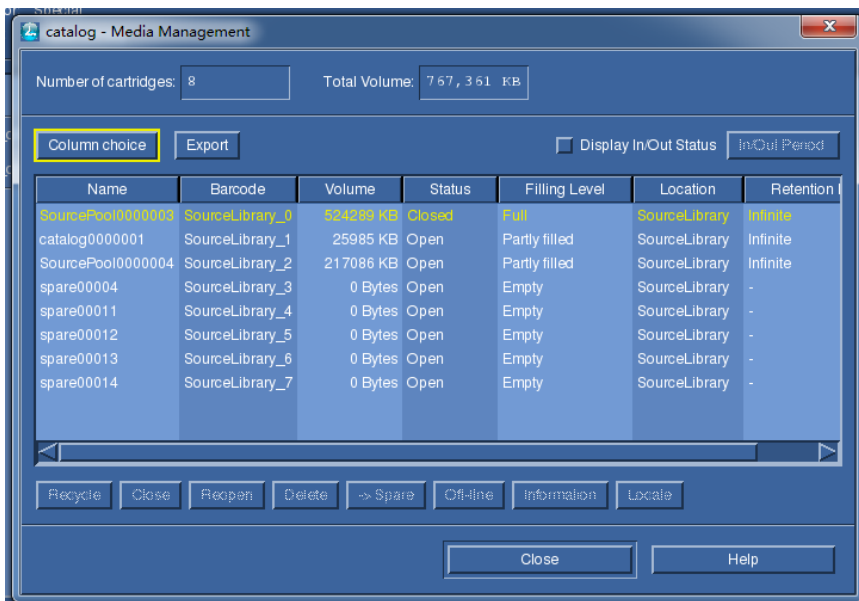 Special
catalog - Media Management
Number of cartridges: 8 Total Volume: 767,361 KB
Column choice Export Display In/Out Status In/Out Period
Name Barcode Volume Status Filling Level Location Retention
SourcePool0000003 SourceLibrary_0 524289 KB Closed Full SourceLibrary Infinite
catalog0000001 SourceLibrary_1 25985 KB Open Partly filled SourceLibrary Infinite
SourcePool0000004 SourceLibrary_2 217086 KB Open Partly filled SourceLibrary Infinite
spare00004 SourceLibrary_3 0 Bytes Open Empty SourceLibrary -
spare00011 SourceLibrary_4 0 Bytes Open Empty SourceLibrary -
spare00012 SourceLibrary_5 0 Bytes Open Empty SourceLibrary -
spare00013 SourceLibrary_6 0 Bytes Open Empty SourceLibrary -
spare00014 SourceLibrary_7 0 Bytes Open Empty SourceLibrary -
Recycle Close Reopen Delete -> Spare Off-line Information Locate
Close Help